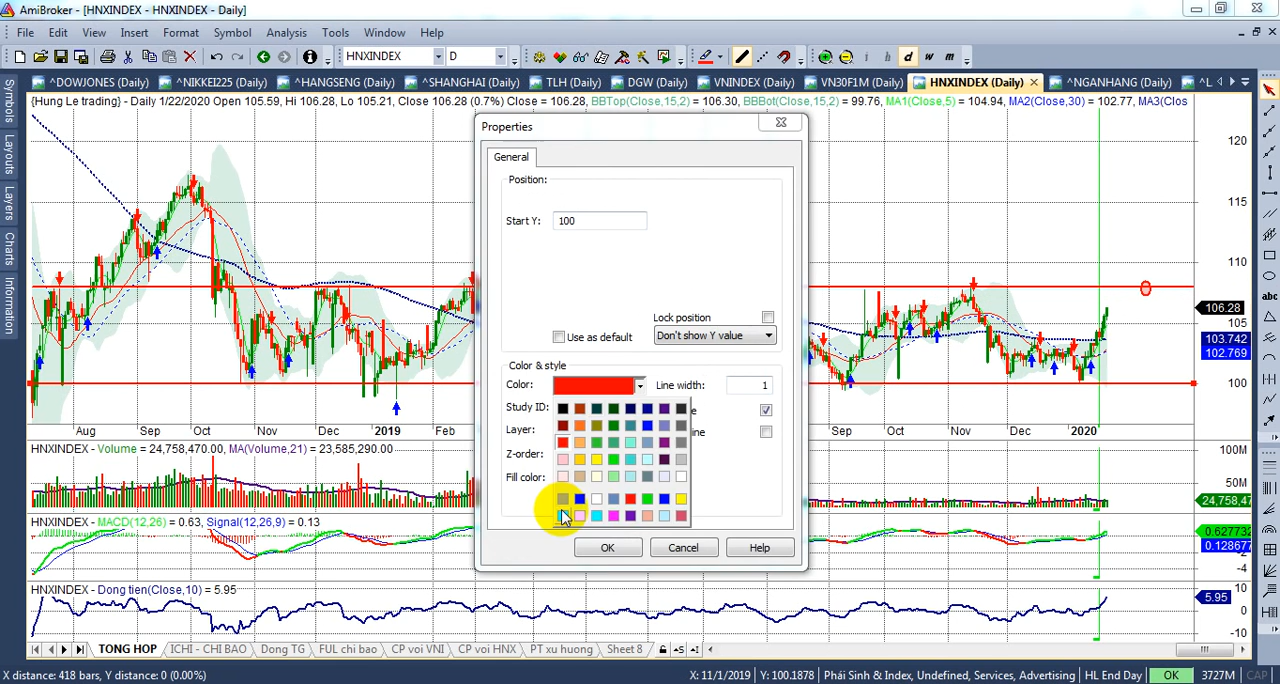 AmiBroker - [HNXINDEX - HNXINDEX - Daily]
File Edit View Insert Format Tools Symbol Analysis Window Help
HNXINDEX D i h d w m
^DOWJONES (Daily) ^NIKKEI225 (Daily) ^HANGSENG (Daily) ^SHANGHAI (Daily) TLH (Daily) DGW (Daily) VNINDEX (Daily) VN30F1M (Daily) HNXINDEX (Daily) ^NGANHANG (Daily) ^L
{Hung Le trading} - Daily 1/22/2020 Open 105.59, Hi 106.28, Lo 105.21, Close 106.28 (0.7%) Close = 106.28, BBTop(Close,15,2) = 106.30, BBBot(Close,15,2) = 99.76, MA1(Close,5) = 104.94, MA2(Close,30) = 102.77, MA3(Clos
Symbols
Layouts
Layers
Charts
Information
Properties
General
Position:
Start Y: 100
Lock position
Use as default Don't show Y value
Color & style
Color: Line width: 1
Study ID:
Layer:
Z-order:
Fill color:
OK Cancel Help
120
115
110
106.28
105
103.742
102.769
100
Aug Sep Oct Nov Dec 2019 Feb Sep Oct Nov Dec 2020
HNXINDEX - Volume = 24,758,470.00, MA(Volume,21) = 23,585,290.00
100M
50M
24,758,47
HNXINDEX - MACD(12,26) = 0.63, Signal(12,26,9) = 0.13
0.627732
0.128677
-2
-4
HNXINDEX - Dong tien(Close,10) = 5.95
10
5.95
0
-10
abc
TONG HOP ICHI - CHI BAO Dong TG FUL chi bao CP voi VNI CP voi HNX PT xu huong Sheet 8
X distance: 418 bars, Y distance: 0 (0.00%) X: 11/1/2019 Y: 100.1878 Phái Sinh & Index, Undefined, Services, Advertising HL End Day OK 3727M CAP